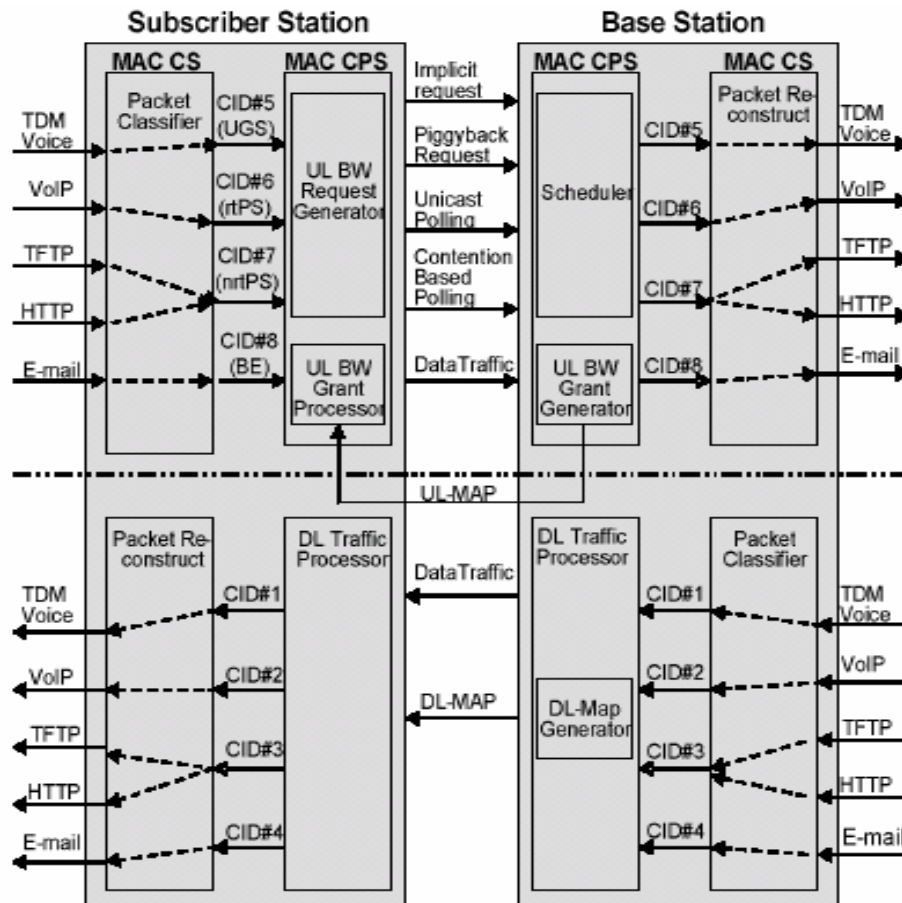 Subscriber Station
Base Station
MAC CS
MAC CPS
MAC CPS
MAC CS
Packet
Classifier
CID#5
(UGS)
CID#6
(rtPS)
CID#7
(nrtPS)
CID#8
(BE)
UL BW
Request
Generator
UL BW
Grant
Processor
TDM
Voice
VoIP
TFTP
HTTP
E-mail
Implicit
request
Piggyback
Request
Unicast
Polling
Contention
Based
Polling
DataTraffic
Scheduler
UL BW
Grant
Generator
CID#5
CID#6
CID#7
CID#8
Packet Re-
construct
TDM
Voice
VoIP
TFTP
HTTP
E-mail
UL-MAP
Packet Re-
construct
DL Traffic
Processor
CID#1
CID#2
CID#3
CID#4
TDM
Voice
VoIP
TFTP
HTTP
E-mail
DataTraffic
DL-MAP
DL Traffic
Processor
DL-Map
Generator
CID#1
CID#2
CID#3
CID#4
Packet
Classifier
TDM
Voice
VoIP
TFTP
HTTP
E-mail